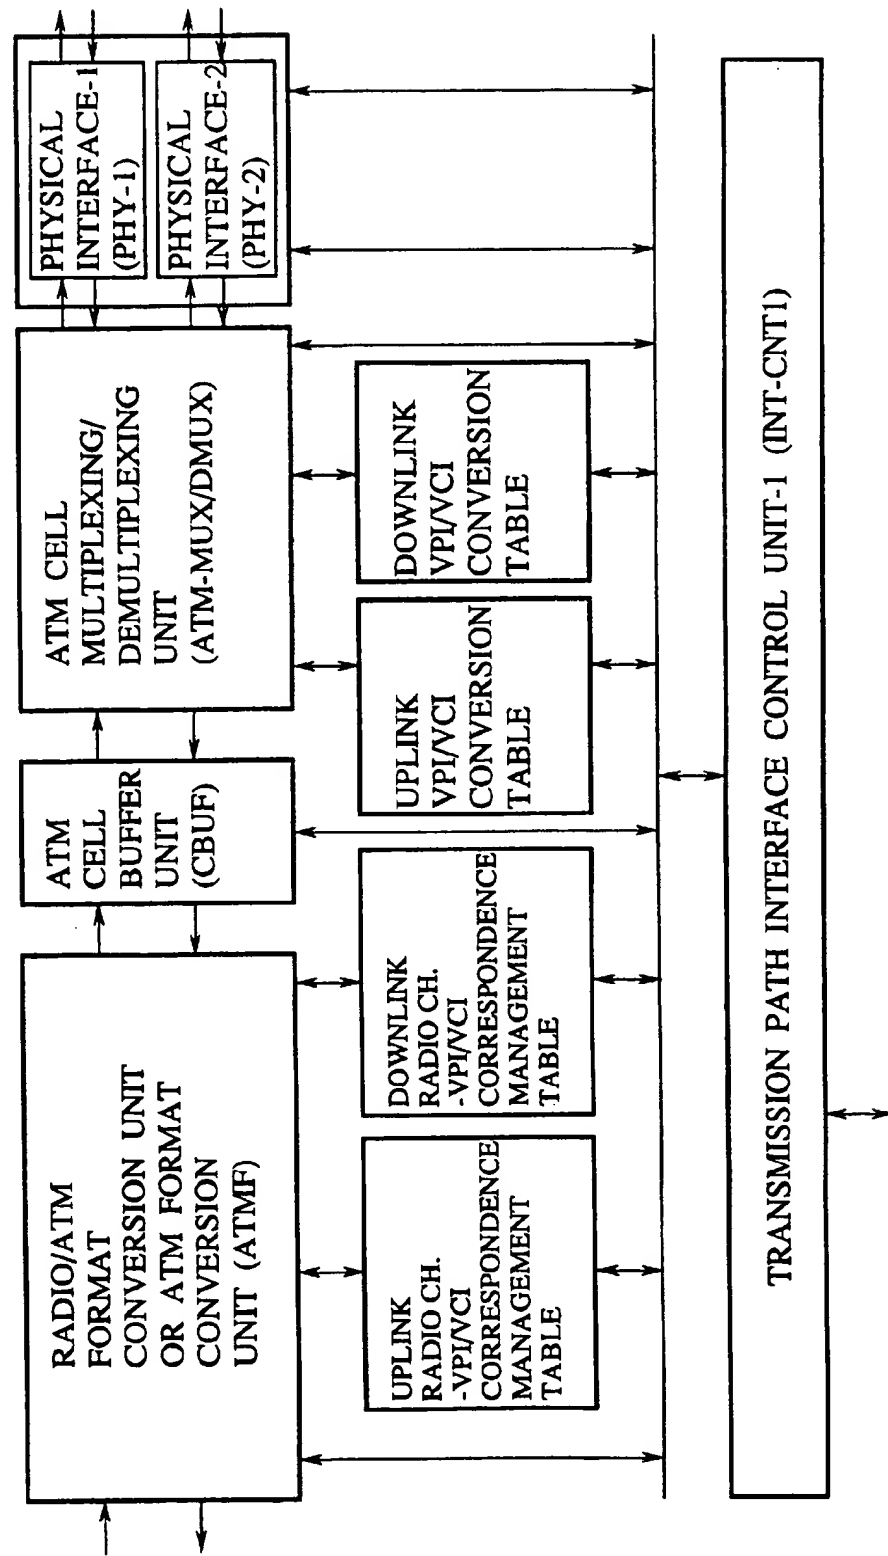 RADIO/ATM
FORMAT
CONVERSION UNIT
OR ATM FORMAT
CONVERSION
UNIT (ATMF)
ATM
CELL
BUFFER
UNIT
(CBUF)
ATM CELL
MULTIPLEXING/
DEMULTIPLEXING
UNIT
(ATM-MUX/DMUX)
PHYSICAL
INTERFACE-1
(PHY-1)
PHYSICAL
INTERFACE-2
(PHY-2)
UPLINK
RADIO CH.
-VPI/VCI
CORRESPONDENCE
MANAGEMENT
TABLE
DOWNLINK
RADIO CH.
-VPI/VCI
CORRESPONDENCE
MANAGEMENT
TABLE
UPLINK
VPI/VCI
CONVERSION
TABLE
DOWNLINK
VPI/VCI
CONVERSION
TABLE
TRANSMISSION PATH INTERFACE CONTROL UNIT-1 (INT-CNT1)